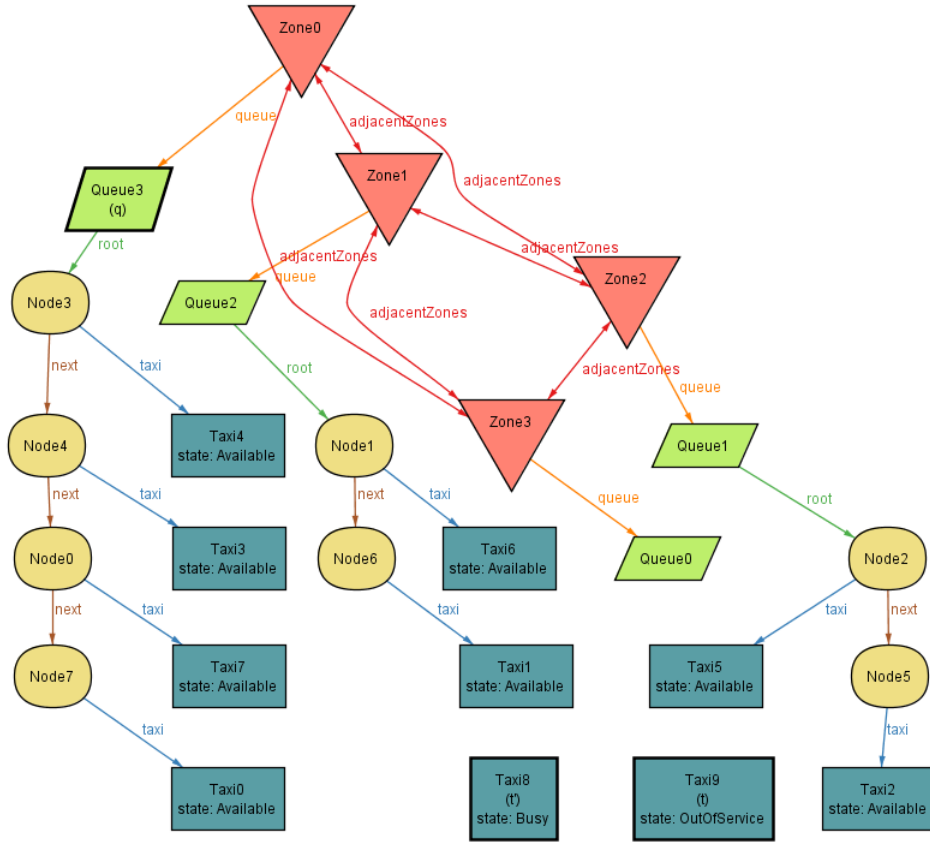 Zone0
queue
adjacentZones
Zone1
Queue3
(q)
adjacentZones
root
adjacentZones
adjacentZones
queue
Zone2
Node3
Queue2
adjacentZones
next
taxi
root
adjacentZones
queue
Zone3
Taxi4
state: Available
Node4
Node1
Queue1
next
taxi
next
taxi
queue
root
Taxi3
state: Available
Taxi6
state: Available
Node0
Node6
Queue0
Node2
next
taxi
taxi
taxi
next
Taxi7
state: Available
Taxi1
state: Available
Taxi5
state: Available
Node7
Node5
taxi
taxi
Taxi0
state: Available
Taxi8
(t')
state: Busy
Taxi9
(t)
state: OutOfService
Taxi2
state: Available